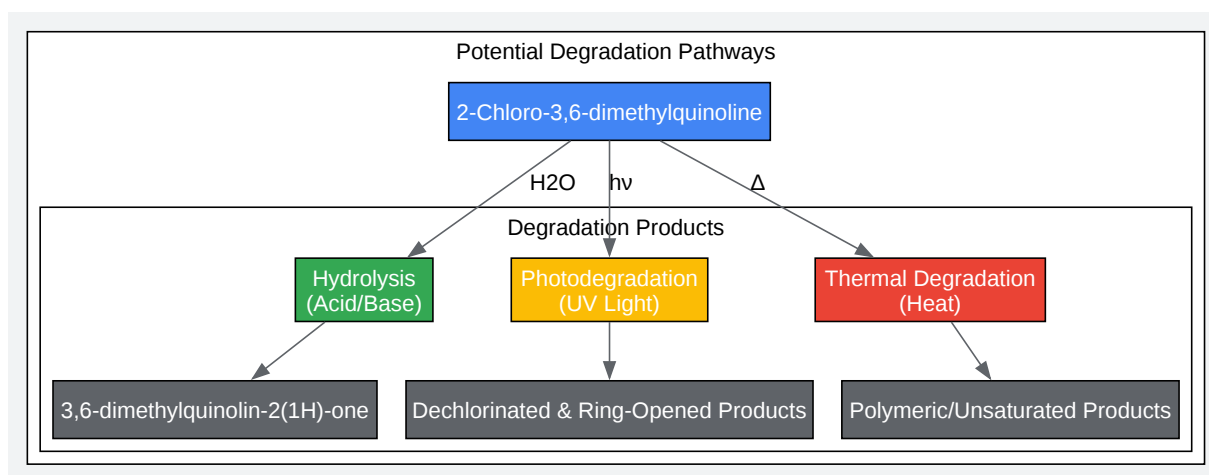 Potential Degradation Pathways
2-Chloro-3,6-dimethylquinoline
H2O
hν
Δ
Degradation Products
Hydrolysis
(Acid/Base)
Photodegradation
(UV Light)
Thermal Degradation
(Heat)
3,6-dimethylquinolin-2(1H)-one
Dechlorinated & Ring-Opened Products
Polymeric/Unsaturated Products